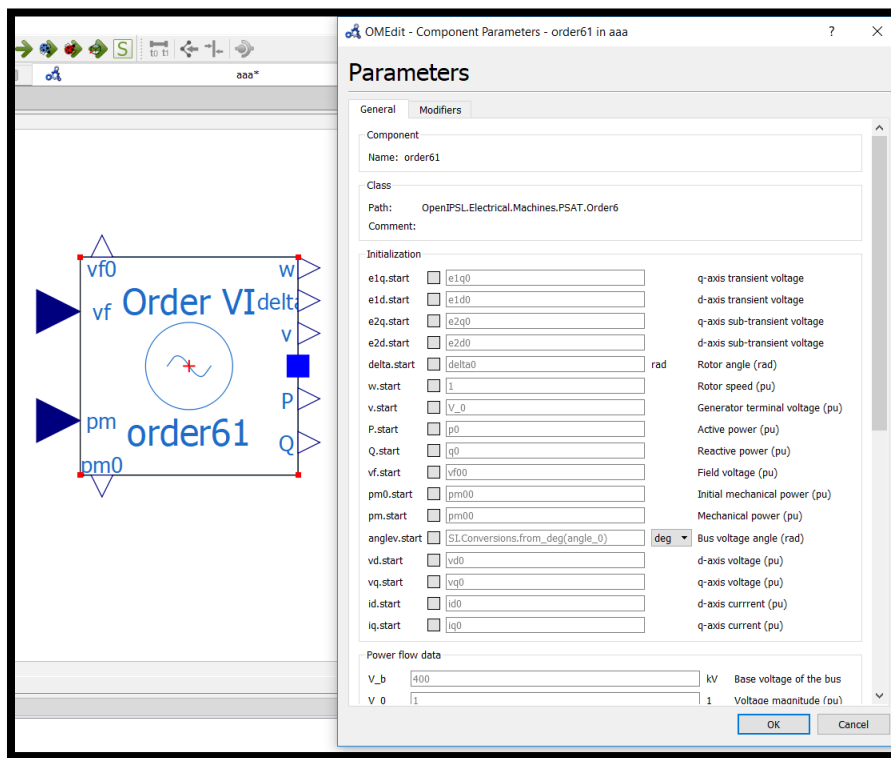 OMEdit - Component Parameters - order61 in aaa
?
S
t0 t1
aaa*
Parameters
General Modifiers
Component
Name: order61
Class
Path: OpenIPSL.Electrical.Machines.PSAT.Order6
Comment:
Initialization
e1q.start e1q0 q-axis transient voltage
e1d.start e1d0 d-axis transient voltage
e2q.start e2q0 q-axis sub-transient voltage
e2d.start e2d0 d-axis sub-transient voltage
delta.start delta0 rad Rotor angle (rad)
w.start 1 Rotor speed (pu)
v.start V_0 Generator terminal voltage (pu)
P.start p0 Active power (pu)
Q.start q0 Reactive power (pu)
vf.start vf00 Field voltage (pu)
pm0.start pm00 Initial mechanical power (pu)
pm.start pm00 Mechanical power (pu)
anglev.start SI.Conversions.from_deg(angle_0) deg Bus voltage angle (rad)
vd.start vd0 d-axis voltage (pu)
vq.start vq0 q-axis voltage (pu)
id.start id0 d-axis currrent (pu)
iq.start iq0 q-axis current (pu)
Power flow data
V_b 400 kV Base voltage of the bus
V_0 1 1 Voltage magnitude (pu)
OK Cancel
vf0 w
vf Order VI delta
v
P
pm order61 Q
pm0